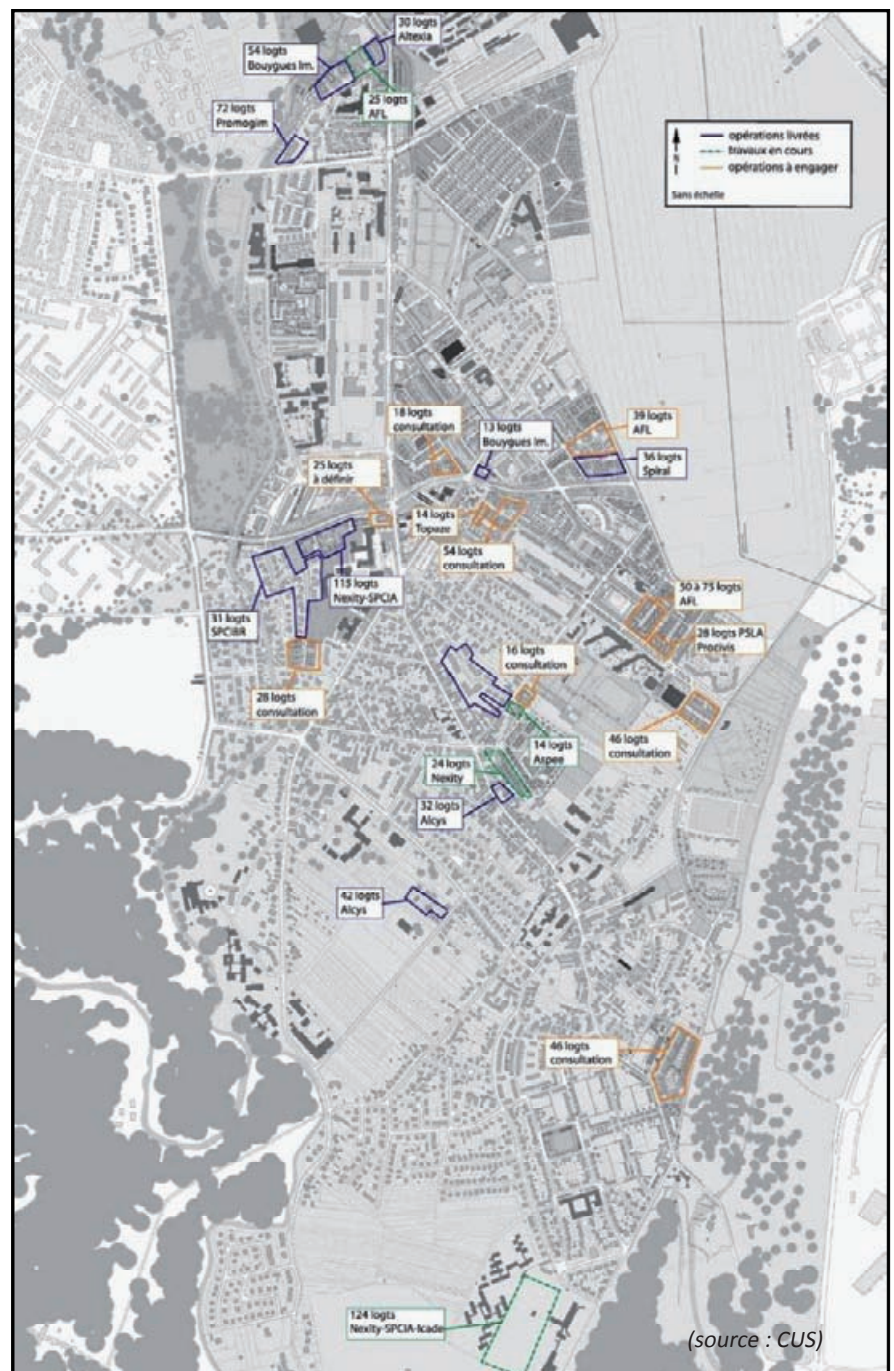 30 logts
Altexia
54 logts
Bouygues Im.
25 logts
AFL
72 logts
Promogim
N
opérations livrées
travaux en cours
opérations à engager
Sans échelle
18 logts
consultation
13 logts
Bouygues Im.
39 logts
AFL
36 logts
Spiral
25 logts
à définir
14 logts
Topaze
54 logts
consultation
115 logts
Nexity-SPCIA
31 logts
SPCIBR
50 à 75 logts
AFL
28 logts PSLA
Procivis
16 logts
consultation
28 logts
consultation
46 logts
consultation
14 logts
Aspee
24 logts
Nexity
32 logts
Alcys
42 logts
Alcys
46 logts
consultation
124 logts
Nexity-SPCIA-Icade
(source : CUS)